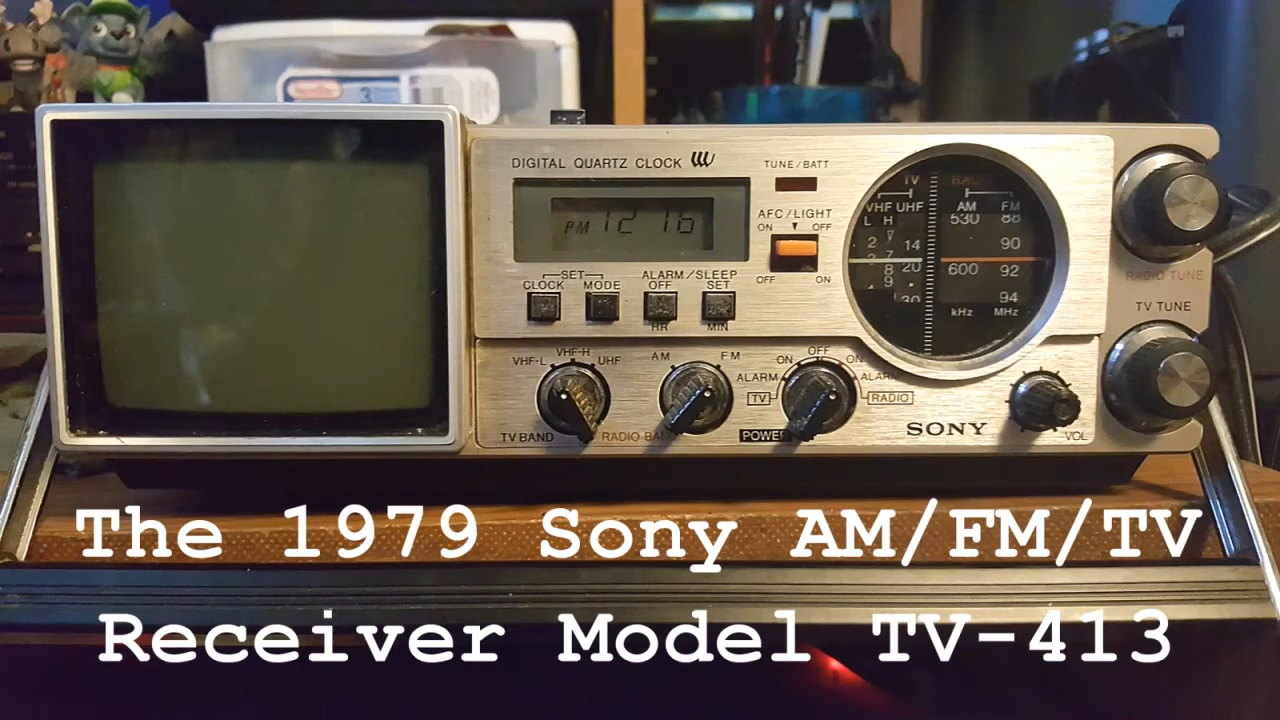 DIGITAL QUARTZ CLOCK
TUNE/BATT
PM 12 16
AFC/LIGHT
ON OFF
OFF ON
SET
CLOCK MODE
ALARM/SLEEP
OFF SET
HR MIN
TV
VHF UHF
L H
AM FM
530 88
2 7 14
90
3 8 20
600 92
9
30
94
kHz MHz
RADIO TUNE
TV TUNE
VHF-L VHF-H UHF
TV BAND
AM FM
RADIO BAND
ON OFF ON
ALARM ALARM
TV RADIO
POWER
SONY
VOL
The 1979 Sony AM/FM/TV
Receiver Model TV-413